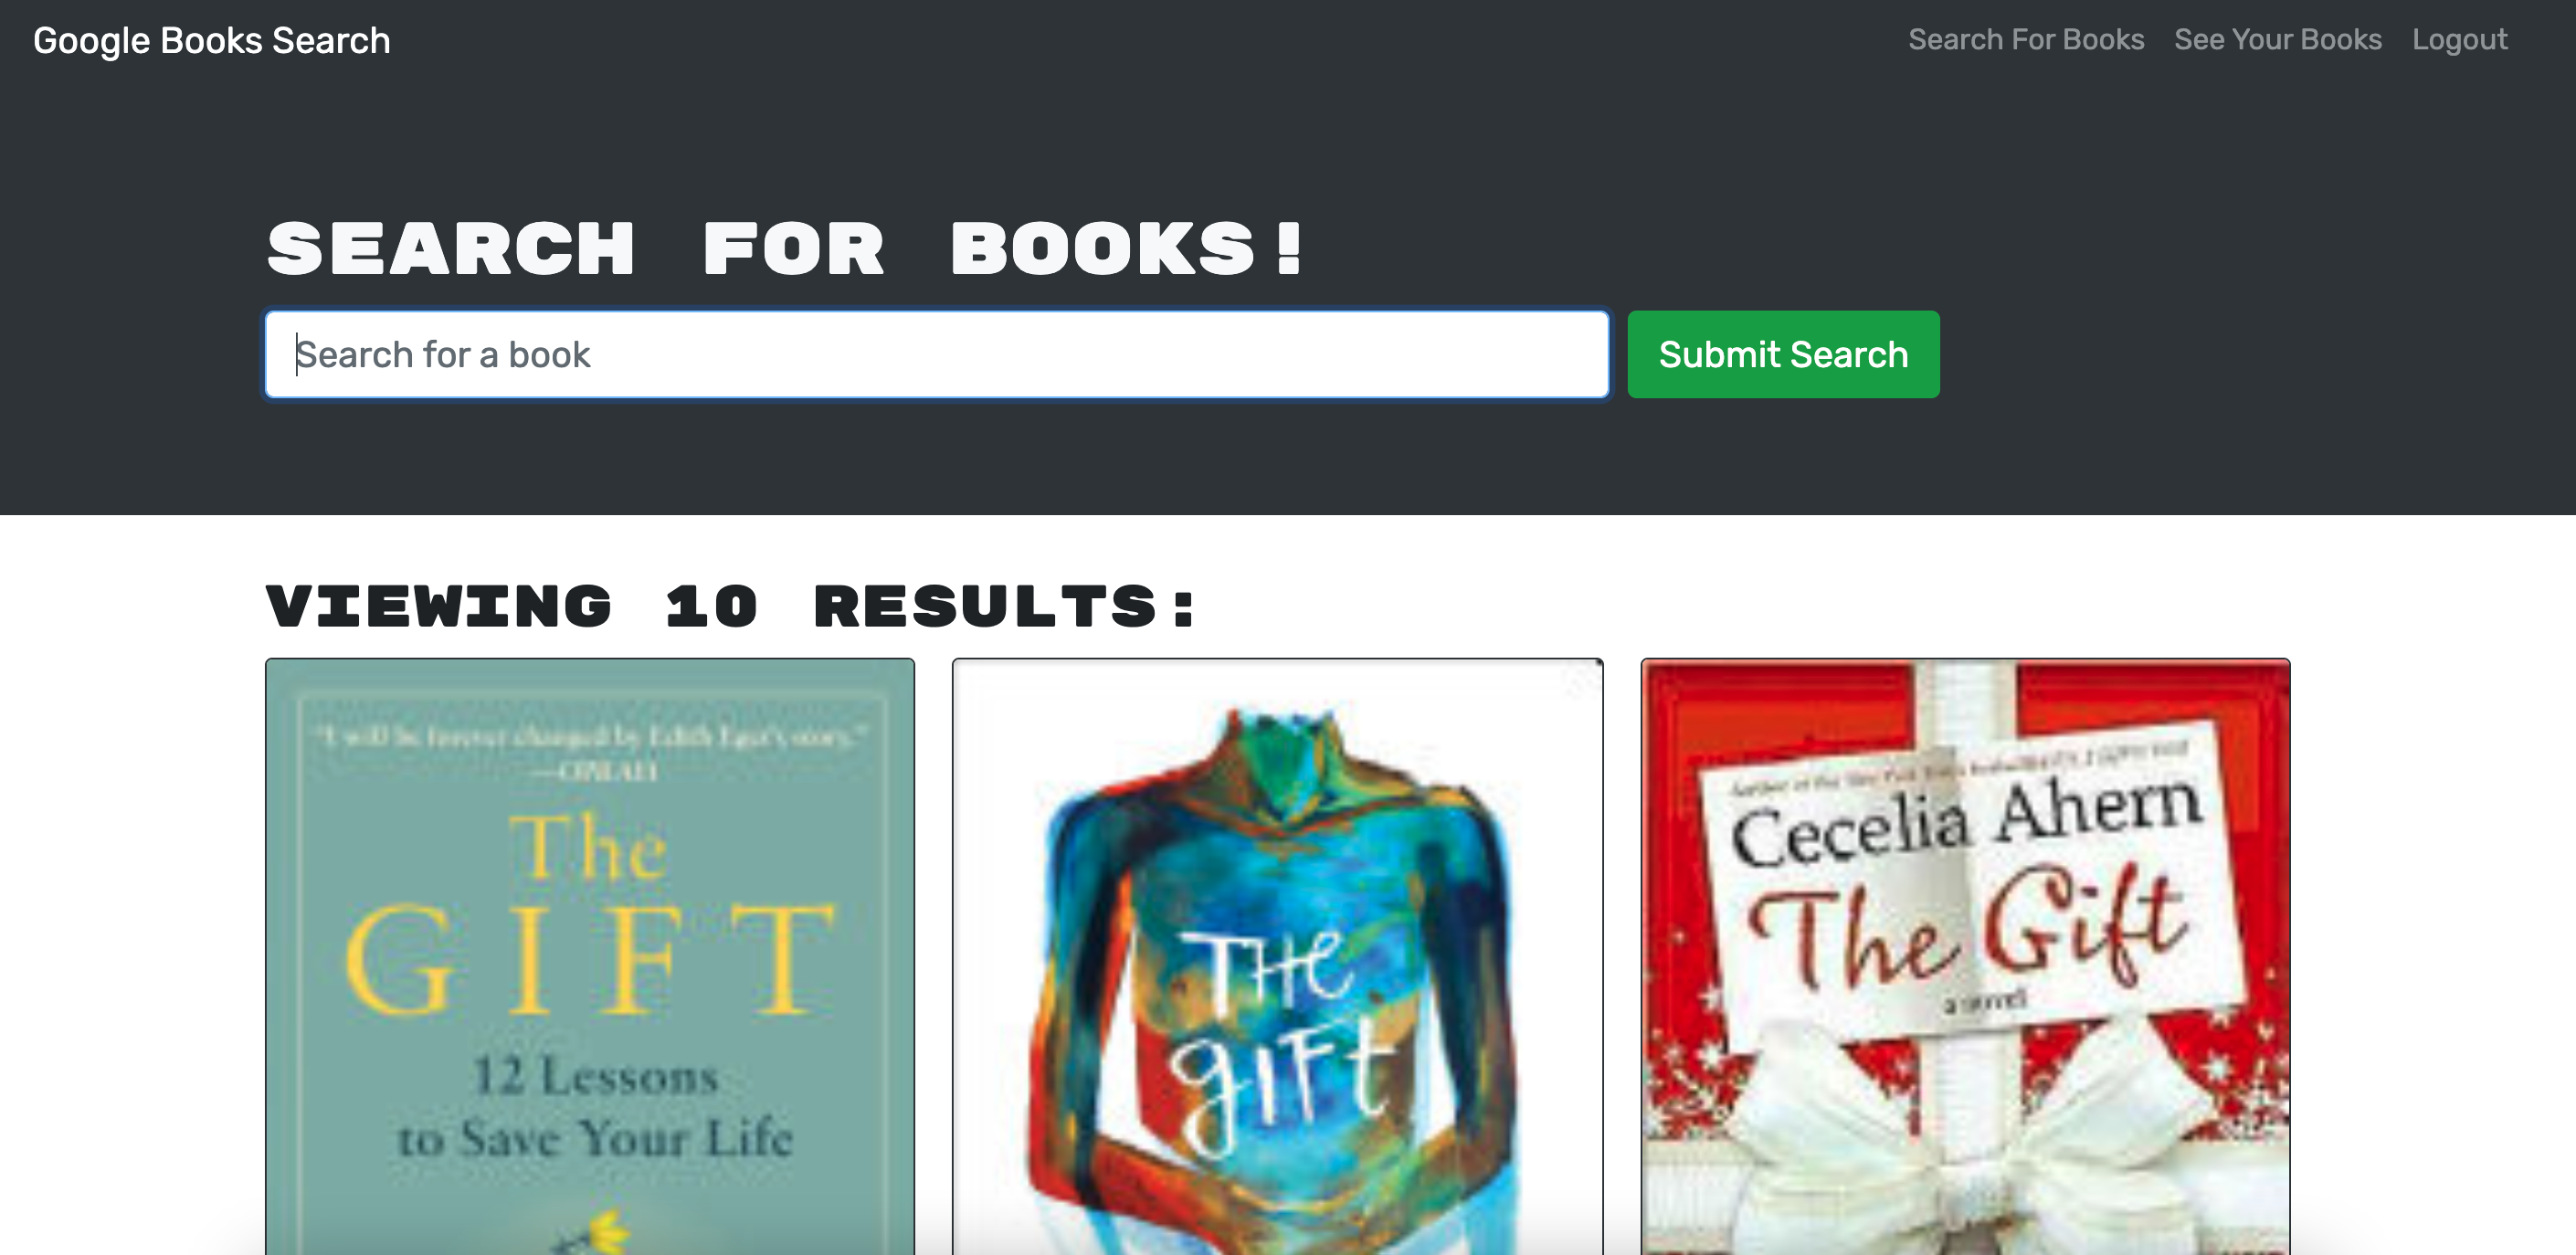 Google Books Search
Search For Books
See Your Books
Logout
SEARCH FOR BOOKS!
Search for a book
Submit Search
VIEWING 10 RESULTS:
"I will be forever changed by Edith Eger's story."
—OPRAH
The
GIFT
12 Lessons
to Save Your Life
THe
gIFt
Cecelia Ahern
The Gift
a novel